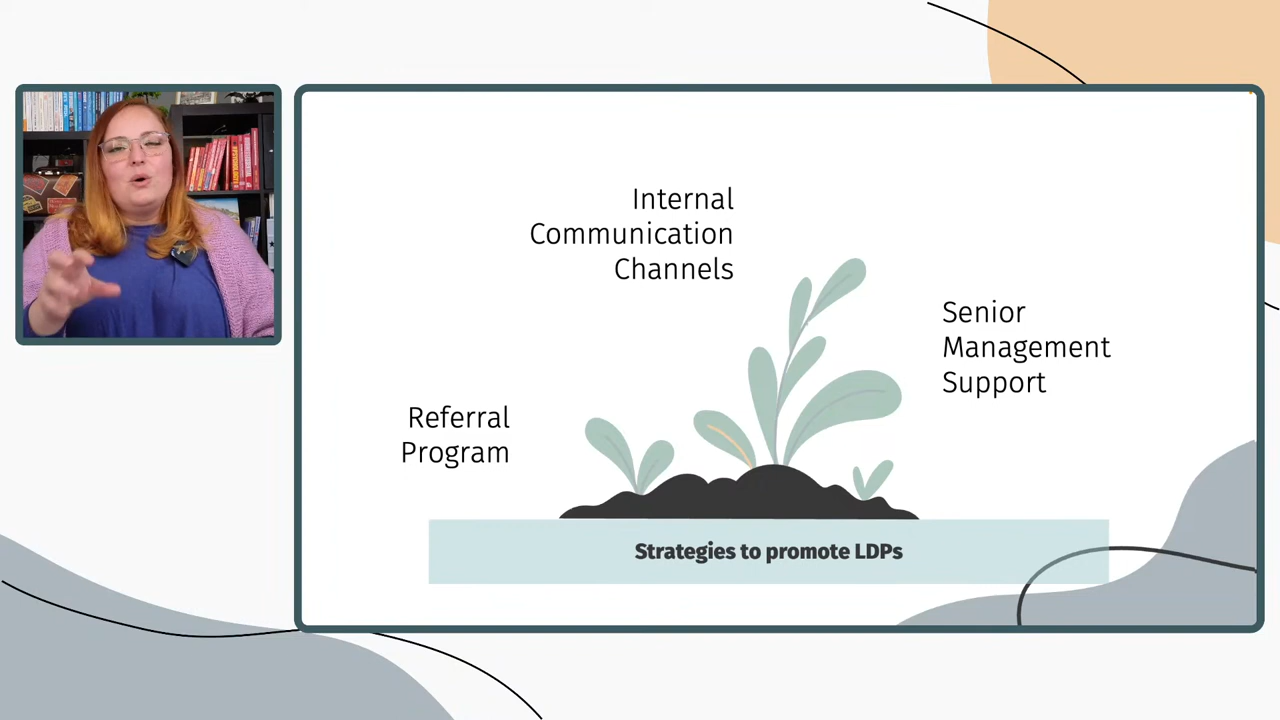 Internal
Communication
Channels
Senior
Management
Support
Referral
Program
Strategies to promote LDPs